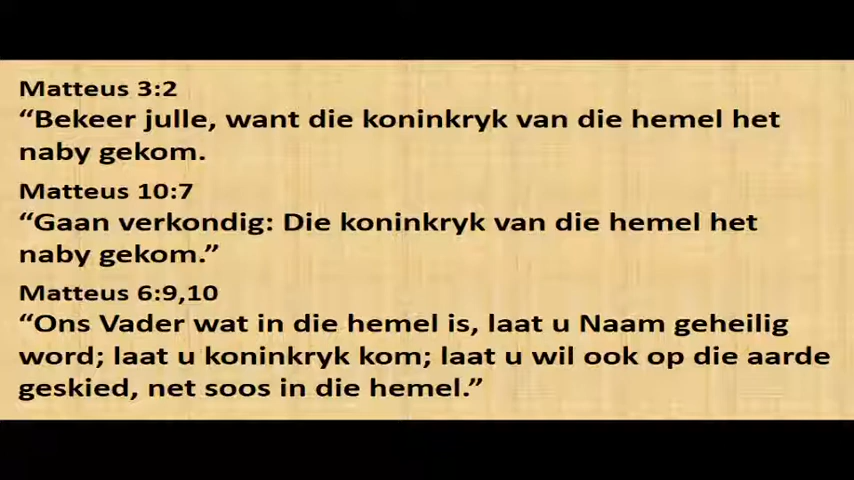 Matteus 3:2
“Bekeer julle, want die koninkryk van die hemel het
naby gekom.
Matteus 10:7
“Gaan verkondig: Die koninkryk van die hemel het
naby gekom.”
Matteus 6:9,10
“Ons Vader wat in die hemel is, laat u Naam geheilig
word; laat u koninkryk kom; laat u wil ook op die aarde
geskied, net soos in die hemel.”